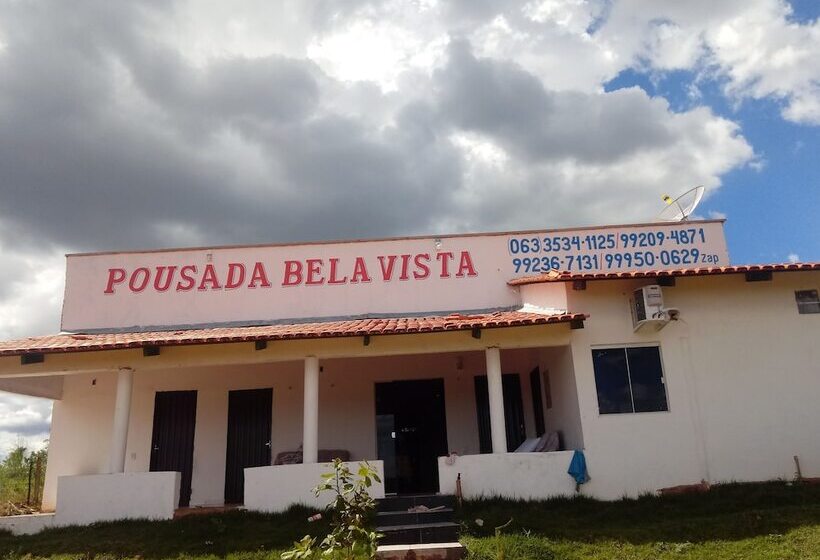 POUSADA BELA VISTA
063 3534-1125/99209-4871
99236-7131/99950-0629 zap